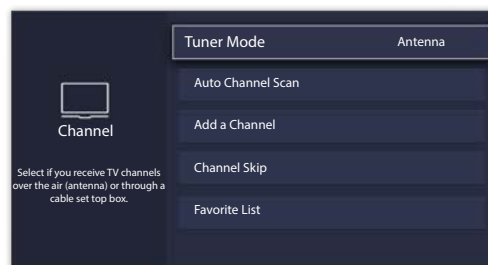 Channel
Select if you receive TV channels
over the air (antenna) or through a
cable set top box.
Tuner Mode Antenna
Auto Channel Scan
Add a Channel
Channel Skip
Favorite List